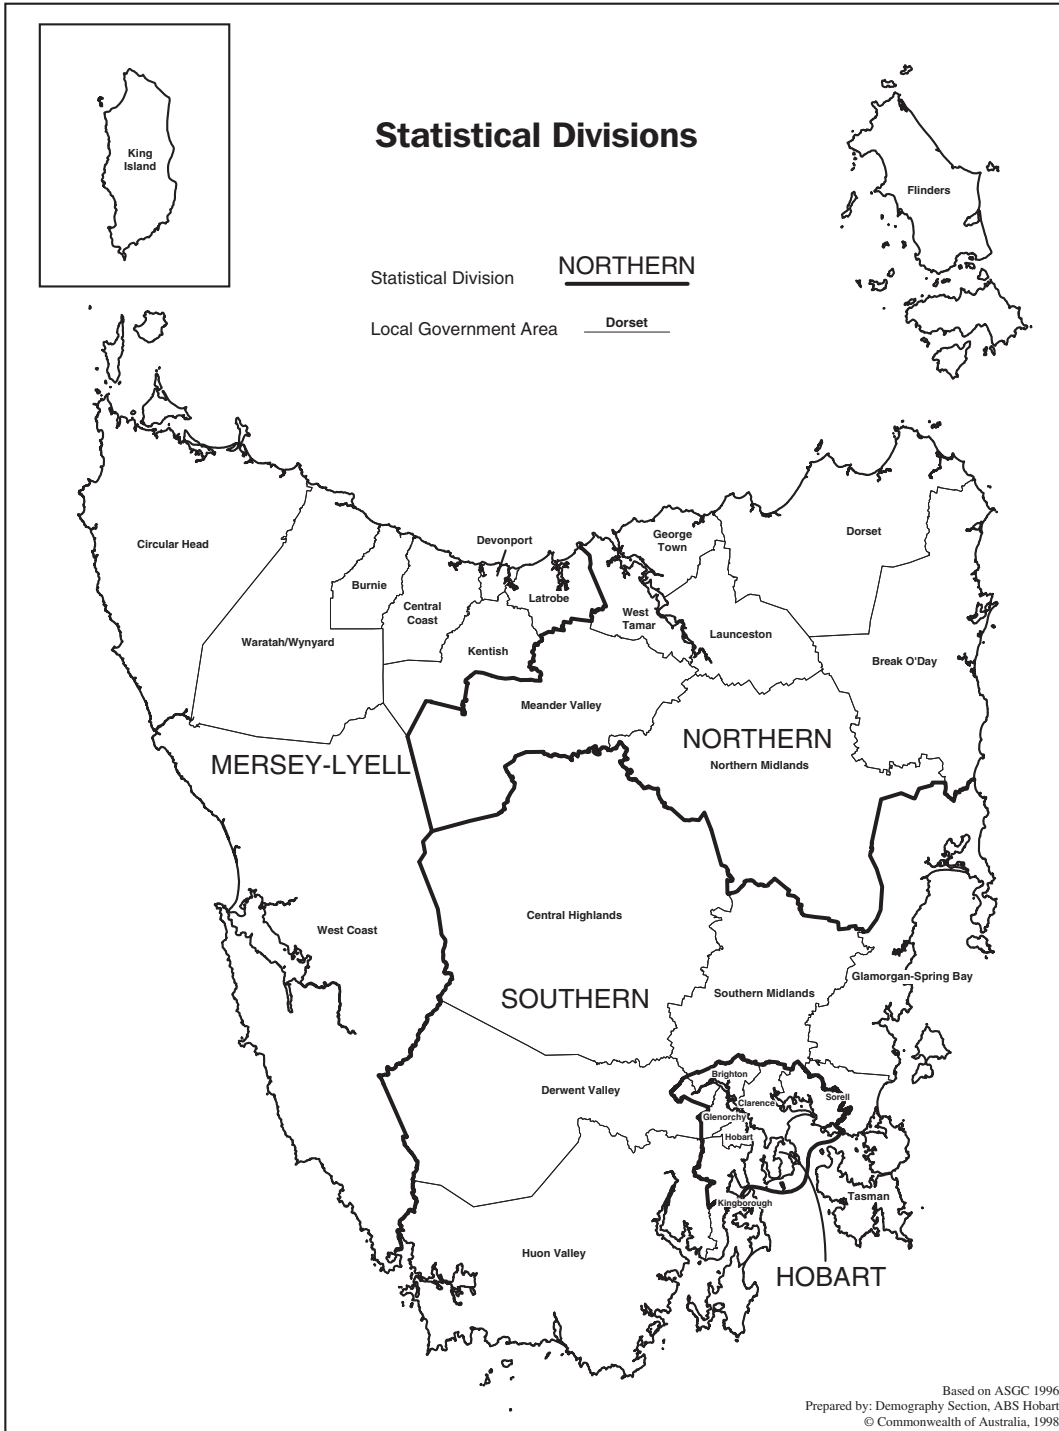 King
Island
Statistical Divisions
Flinders
Statistical Division
NORTHERN
Local Government Area
Dorset
Circular Head
Devonport
George
Town
Dorset
Burnie
Latrobe
Central
Coast
West
Tamar
Launceston
Waratah/Wynyard
Kentish
Break O'Day
Meander Valley
NORTHERN
MERSEY-LYELL
Northern Midlands
Central Highlands
West Coast
Glamorgan-Spring Bay
Southern Midlands
SOUTHERN
Brighton
Derwent Valley
Sorell
Clarence
Glenorchy
Hobart
Tasman
Kingborough
Huon Valley
HOBART
Based on ASGC 1996
Prepared by: Demography Section, ABS Hobart
© Commonwealth of Australia, 1998